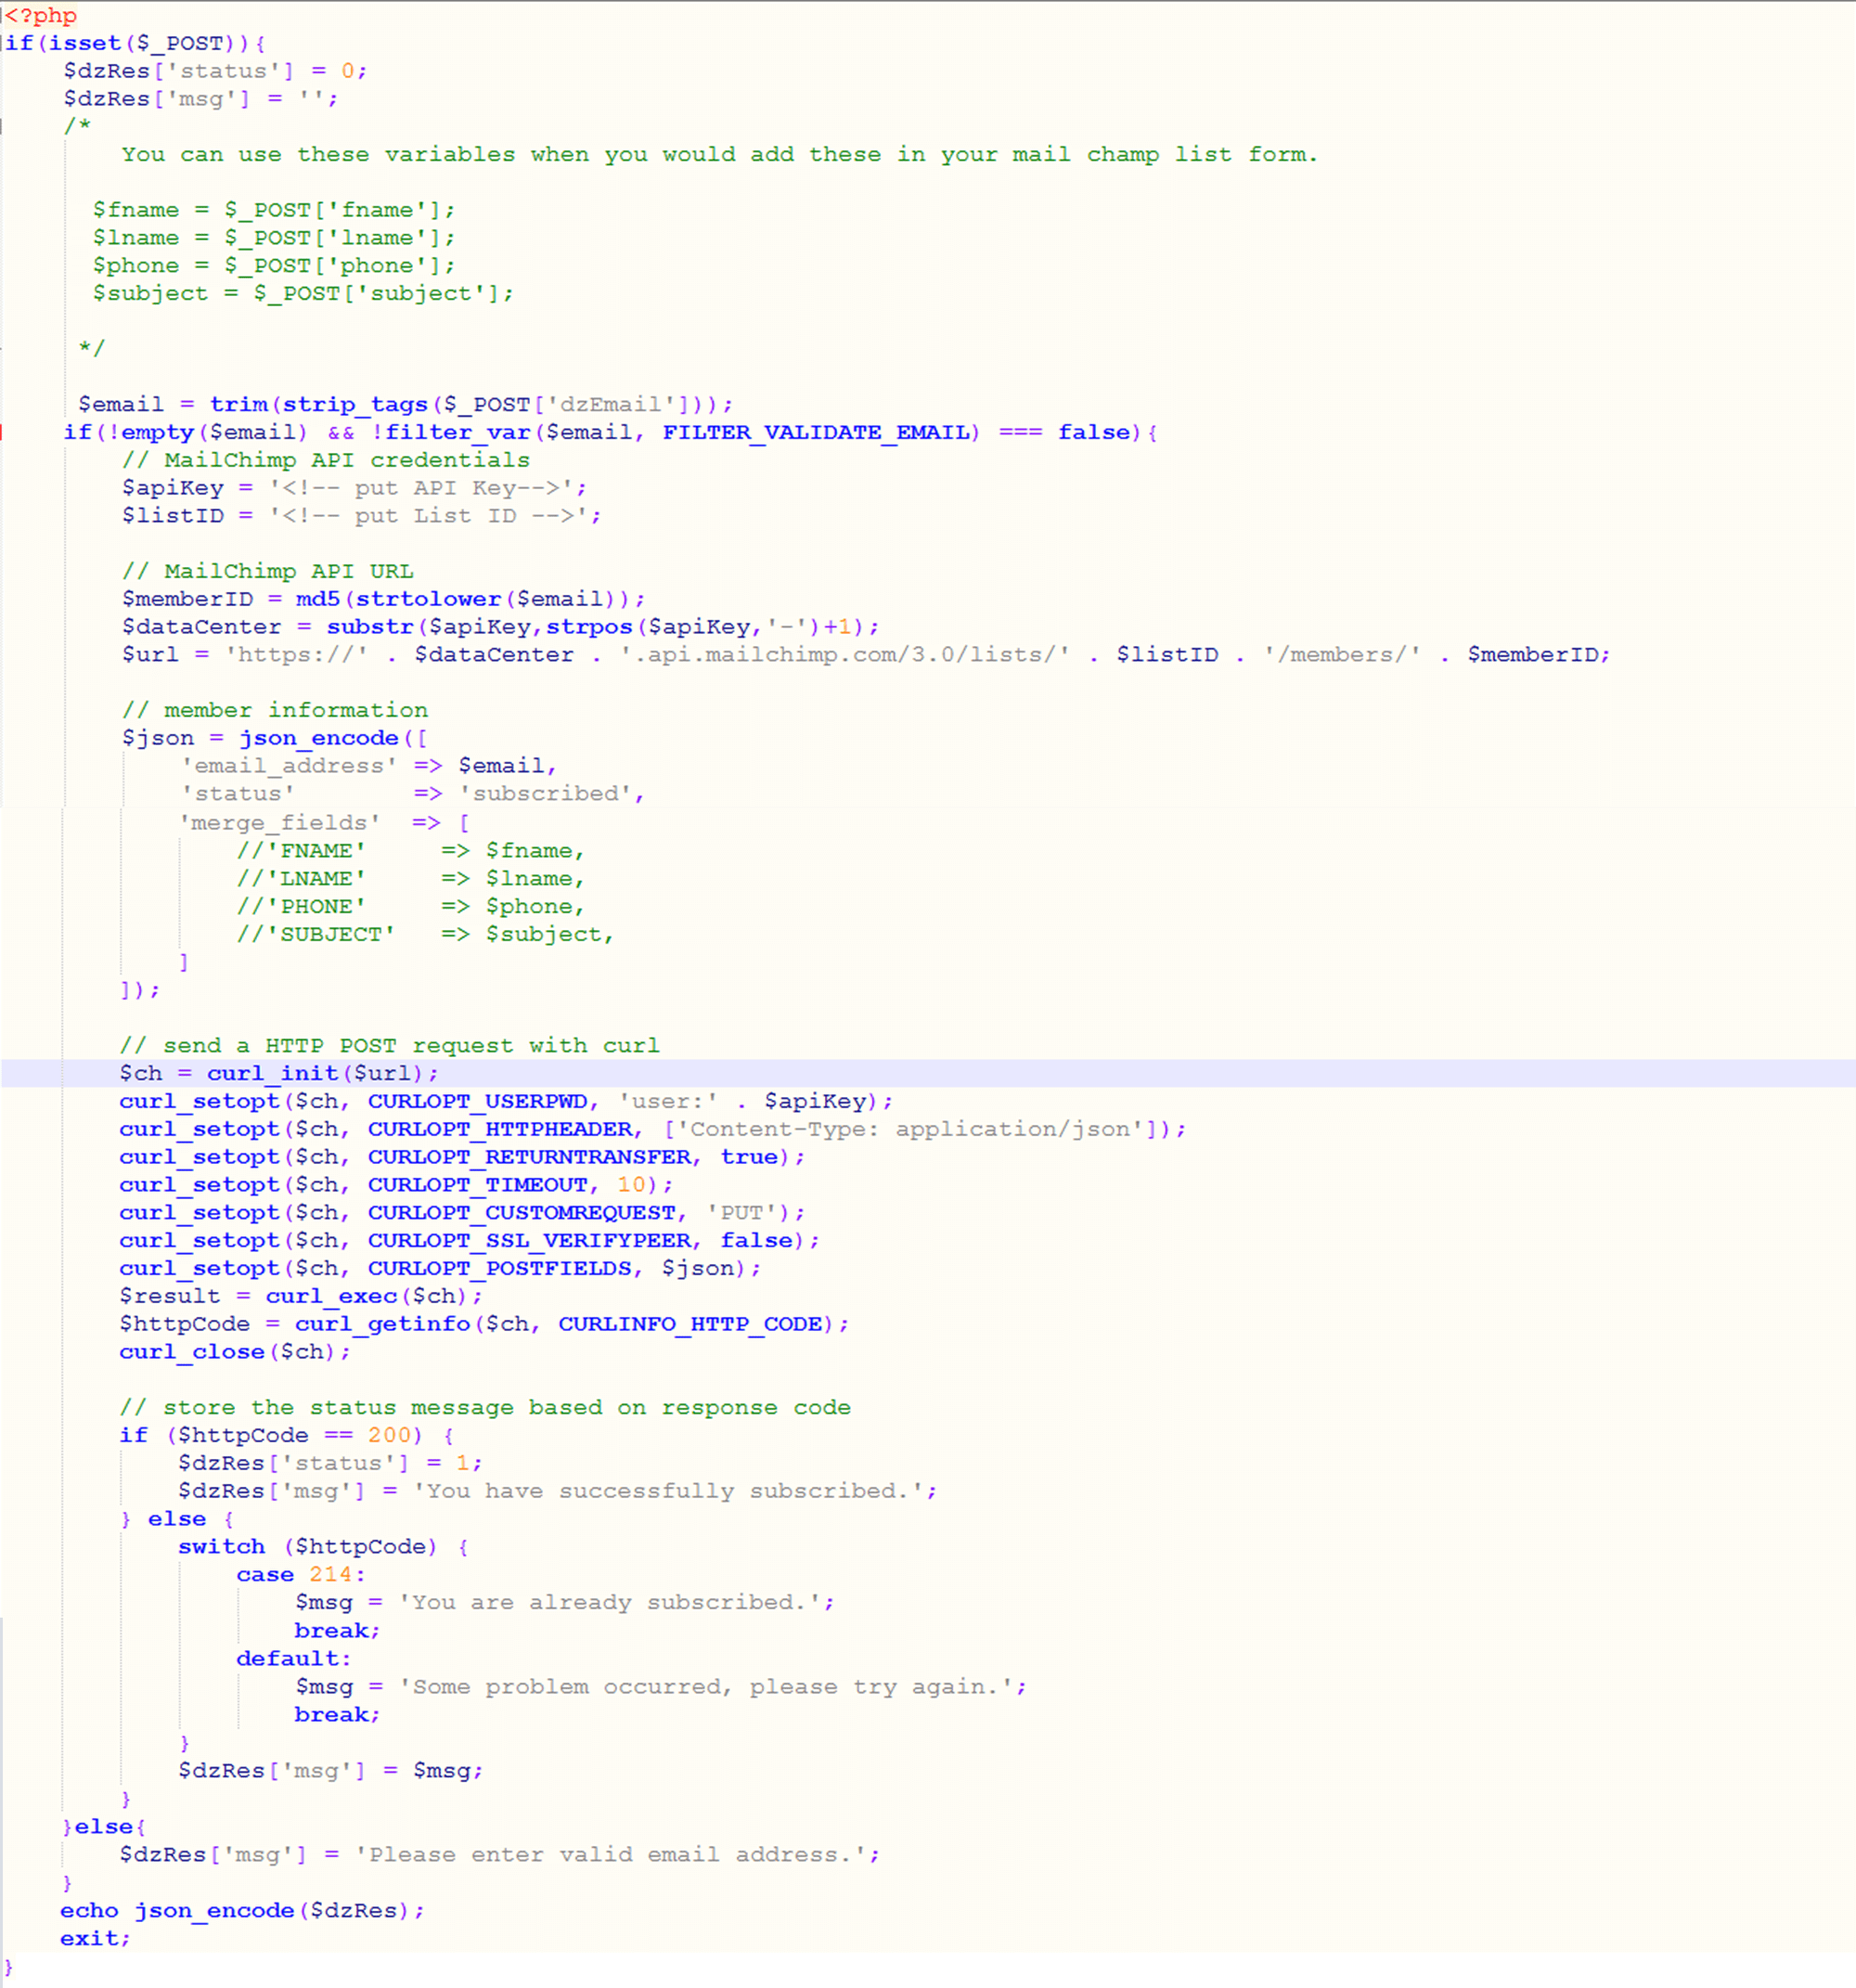 <?php
if(isset($_POST)){
$dzRes['status'] = 0;
$dzRes['msg'] = '';
/*
You can use these variables when you would add these in your mail champ list form.
$fname = $_POST['fname'];
$lname = $_POST['lname'];
$phone = $_POST['phone'];
$subject = $_POST['subject'];
*/
$email = trim(strip_tags($_POST['dzEmail']));
if(!empty($email) && !filter_var($email, FILTER_VALIDATE_EMAIL) === false){
// MailChimp API credentials
$apiKey = '<!-- put API Key-->';
$listID = '<!-- put List ID -->';
// MailChimp API URL
$memberID = md5(strtolower($email));
$dataCenter = substr($apiKey,strpos($apiKey,'-')+1);
$url = 'https://' . $dataCenter . '.api.mailchimp.com/3.0/lists/' . $listID . '/members/' . $memberID;
// member information
$json = json_encode([
'email_address' => $email,
'status'        => 'subscribed',
'merge_fields'  => [
//'FNAME'     => $fname,
//'LNAME'     => $lname,
//'PHONE'     => $phone,
//'SUBJECT'   => $subject,
]
]);
// send a HTTP POST request with curl
$ch = curl_init($url);
curl_setopt($ch, CURLOPT_USERPWD, 'user:' . $apiKey);
curl_setopt($ch, CURLOPT_HTTPHEADER, ['Content-Type: application/json']);
curl_setopt($ch, CURLOPT_RETURNTRANSFER, true);
curl_setopt($ch, CURLOPT_TIMEOUT, 10);
curl_setopt($ch, CURLOPT_CUSTOMREQUEST, 'PUT');
curl_setopt($ch, CURLOPT_SSL_VERIFYPEER, false);
curl_setopt($ch, CURLOPT_POSTFIELDS, $json);
$result = curl_exec($ch);
$httpCode = curl_getinfo($ch, CURLINFO_HTTP_CODE);
curl_close($ch);
// store the status message based on response code
if ($httpCode == 200) {
$dzRes['status'] = 1;
$dzRes['msg'] = 'You have successfully subscribed.';
} else {
switch ($httpCode) {
case 214:
$msg = 'You are already subscribed.';
break;
default:
$msg = 'Some problem occurred, please try again.';
break;
}
$dzRes['msg'] = $msg;
}
}else{
$dzRes['msg'] = 'Please enter valid email address.';
}
echo json_encode($dzRes);
exit;
}